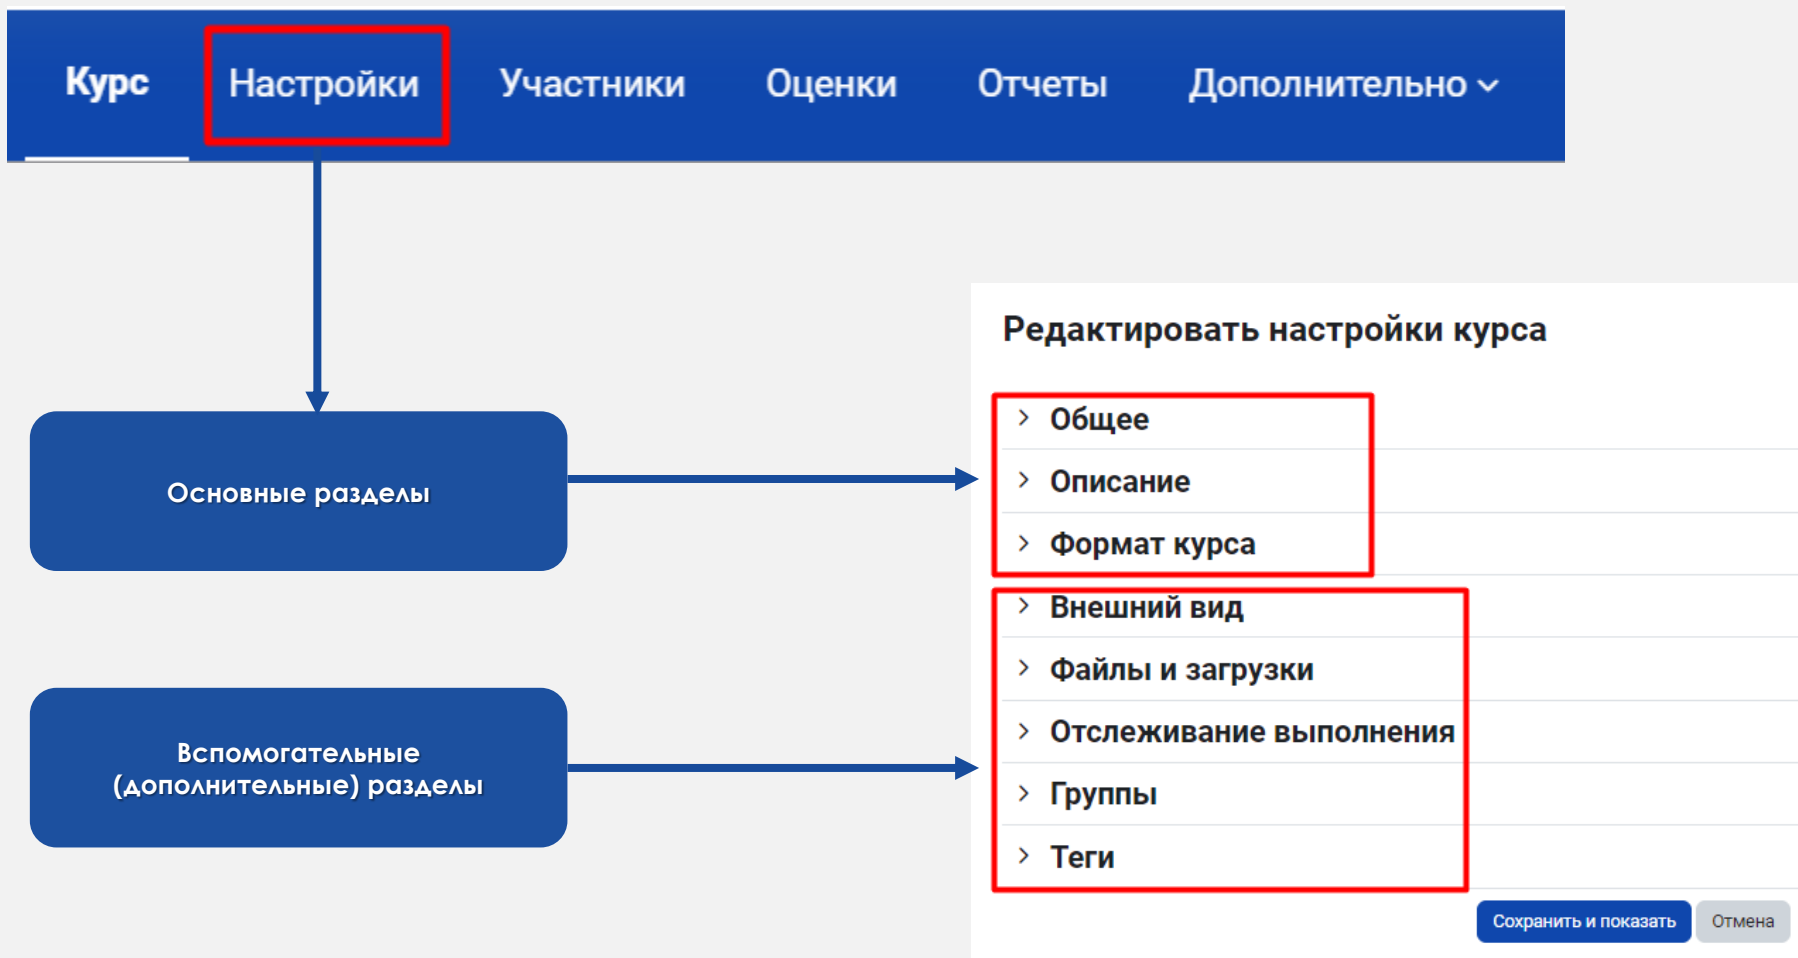 Курс Настройки Участники Оценки Отчеты Дополнительно
Основные разделы
Вспомогательные
(дополнительные) разделы
Редактировать настройки курса
Общее
Описание
Формат курса
Внешний вид
Файлы и загрузки
Отслеживание выполнения
Группы
Теги
Сохранить и показать Отмена